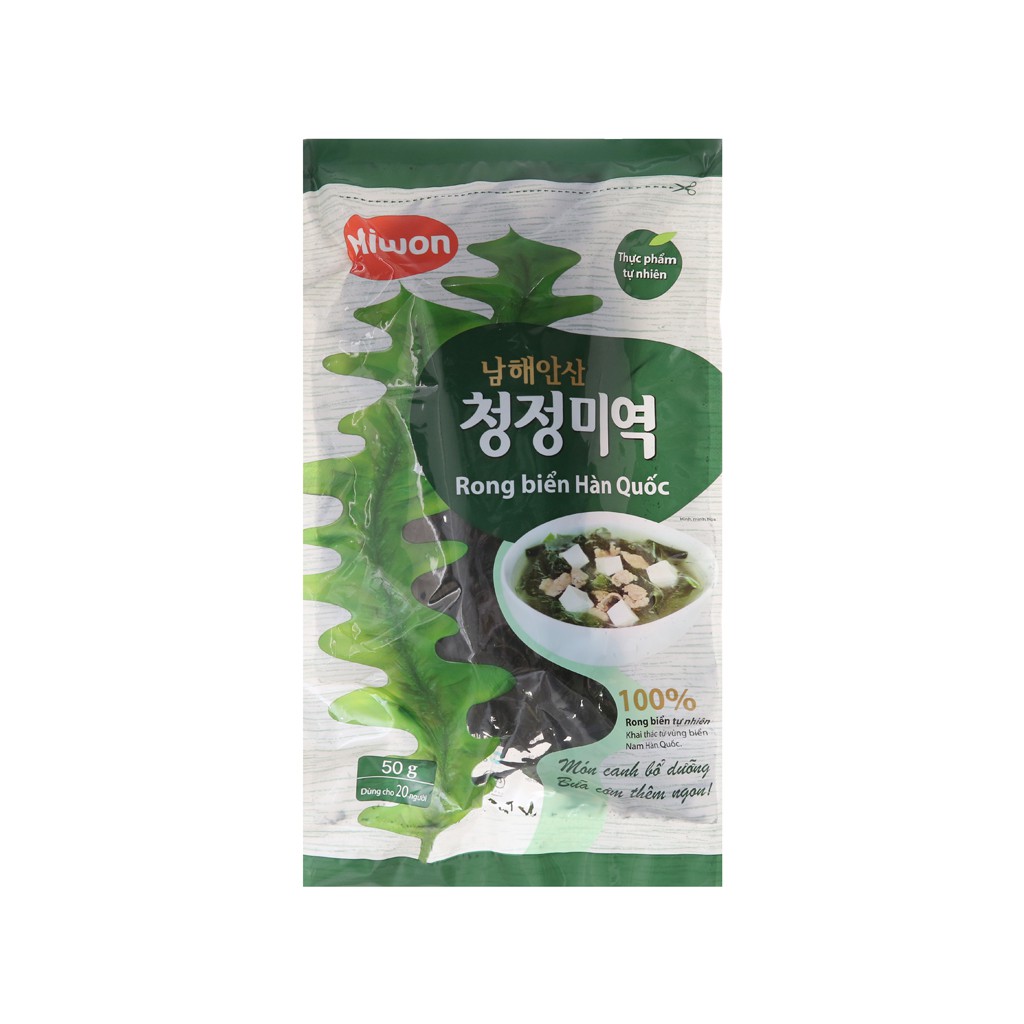 Miwon
Thực phẩm
tự nhiên
남해안산
청정미역
Rong biển Hàn Quốc
100%
Rong biển tự nhiên
Khai thác từ vùng biển
Nam Hàn Quốc.
Món canh bổ dưỡng
Bữa cơm thêm ngon!
50 g
Dùng cho 20 người